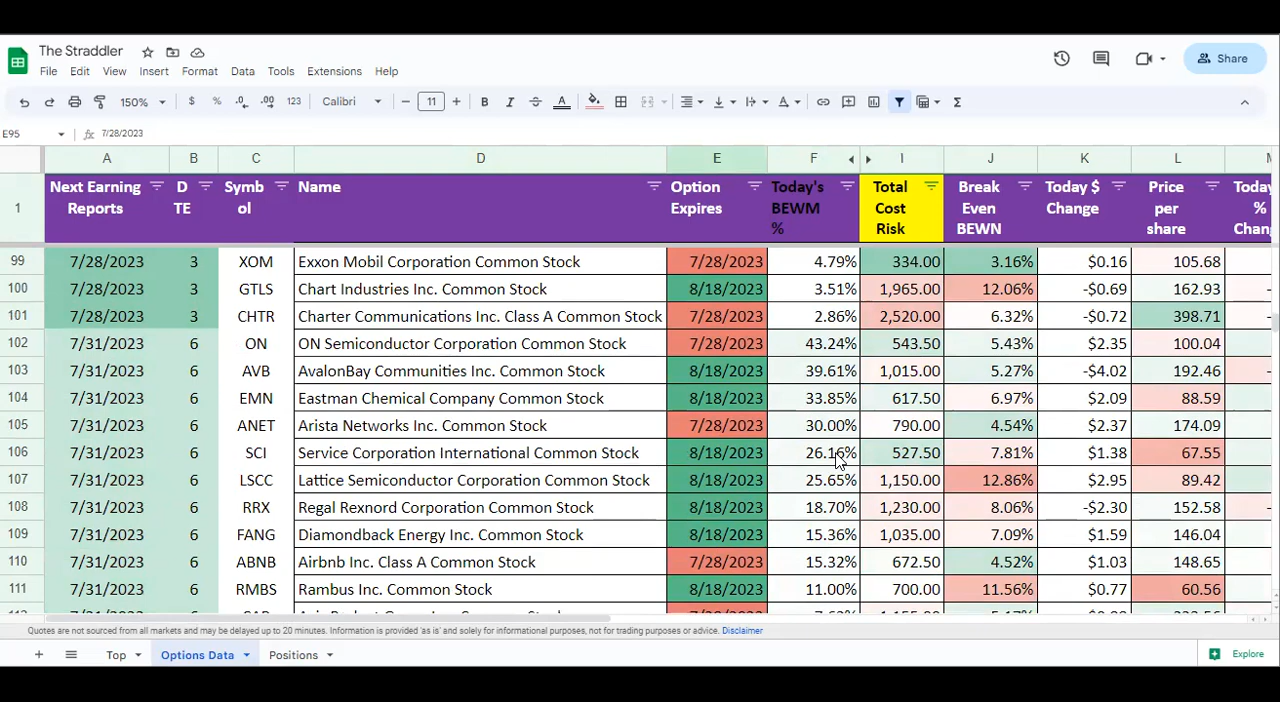 The Straddler
Share
File Edit View Insert Format Data Tools Extensions Help
150% $ % .0 .00 123 Calibri - 11 + B I S A Σ
E95 fx 7/28/2023
A B C D E F I J K L M
1 Next Earning Reports D TE Symb ol Name Option Expires Today's BEWM % Total Cost Risk Break Even BEWN Today $ Change Price per share Today % Chang
99 7/28/2023 3 XOM Exxon Mobil Corporation Common Stock 7/28/2023 4.79% 334.00 3.16% $0.16 105.68
100 7/28/2023 3 GTLS Chart Industries Inc. Common Stock 8/18/2023 3.51% 1,965.00 12.06% -$0.69 162.93 -
101 7/28/2023 3 CHTR Charter Communications Inc. Class A Common Stock 7/28/2023 2.86% 2,520.00 6.32% -$0.72 398.71 -
102 7/31/2023 6 ON ON Semiconductor Corporation Common Stock 7/28/2023 43.24% 543.50 5.43% $2.35 100.04
103 7/31/2023 6 AVB AvalonBay Communities Inc. Common Stock 8/18/2023 39.61% 1,015.00 5.27% -$4.02 192.46 -
104 7/31/2023 6 EMN Eastman Chemical Company Common Stock 8/18/2023 33.85% 617.50 6.97% $2.09 88.59
105 7/31/2023 6 ANET Arista Networks Inc. Common Stock 7/28/2023 30.00% 790.00 4.54% $2.37 174.09
106 7/31/2023 6 SCI Service Corporation International Common Stock 8/18/2023 26.16% 527.50 7.81% $1.38 67.55
107 7/31/2023 6 LSCC Lattice Semiconductor Corporation Common Stock 8/18/2023 25.65% 1,150.00 12.86% $2.95 89.42
108 7/31/2023 6 RRX Regal Rexnord Corporation Common Stock 8/18/2023 18.70% 1,230.00 8.06% -$2.30 152.58 -
109 7/31/2023 6 FANG Diamondback Energy Inc. Common Stock 8/18/2023 15.36% 1,035.00 7.09% $1.59 146.04
110 7/31/2023 6 ABNB Airbnb Inc. Class A Common Stock 7/28/2023 15.32% 672.50 4.52% $1.03 148.65
111 7/31/2023 6 RMBS Rambus Inc. Common Stock 8/18/2023 11.00% 700.00 11.56% $0.77 60.56
Quotes are not sourced from all markets and may be delayed up to 20 minutes. Information is provided 'as is' and solely for informational purposes, not for trading purposes or advice. Disclaimer
+ Top Options Data Positions Explore